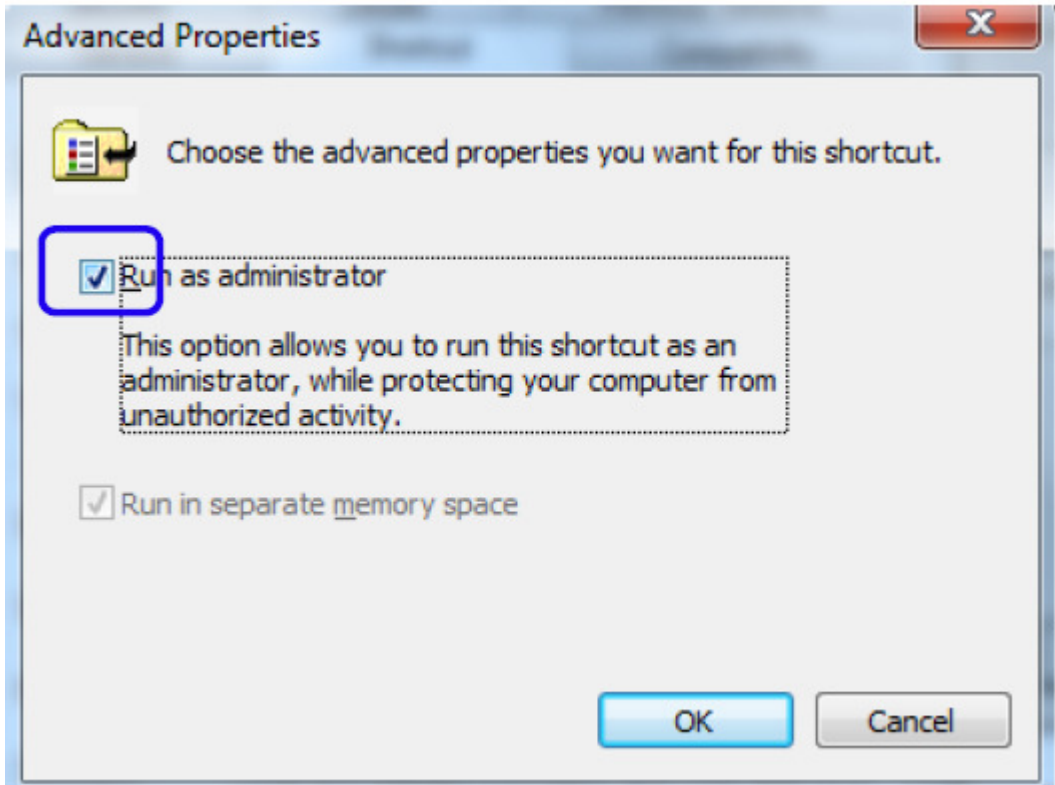 Advanced Properties
Shortcut
Choose the advanced properties you want for this shortcut.
Run as administrator
This option allows you to run this shortcut as an
administrator, while protecting your computer from
unauthorized activity.
Run in separate memory space
OK
Cancel